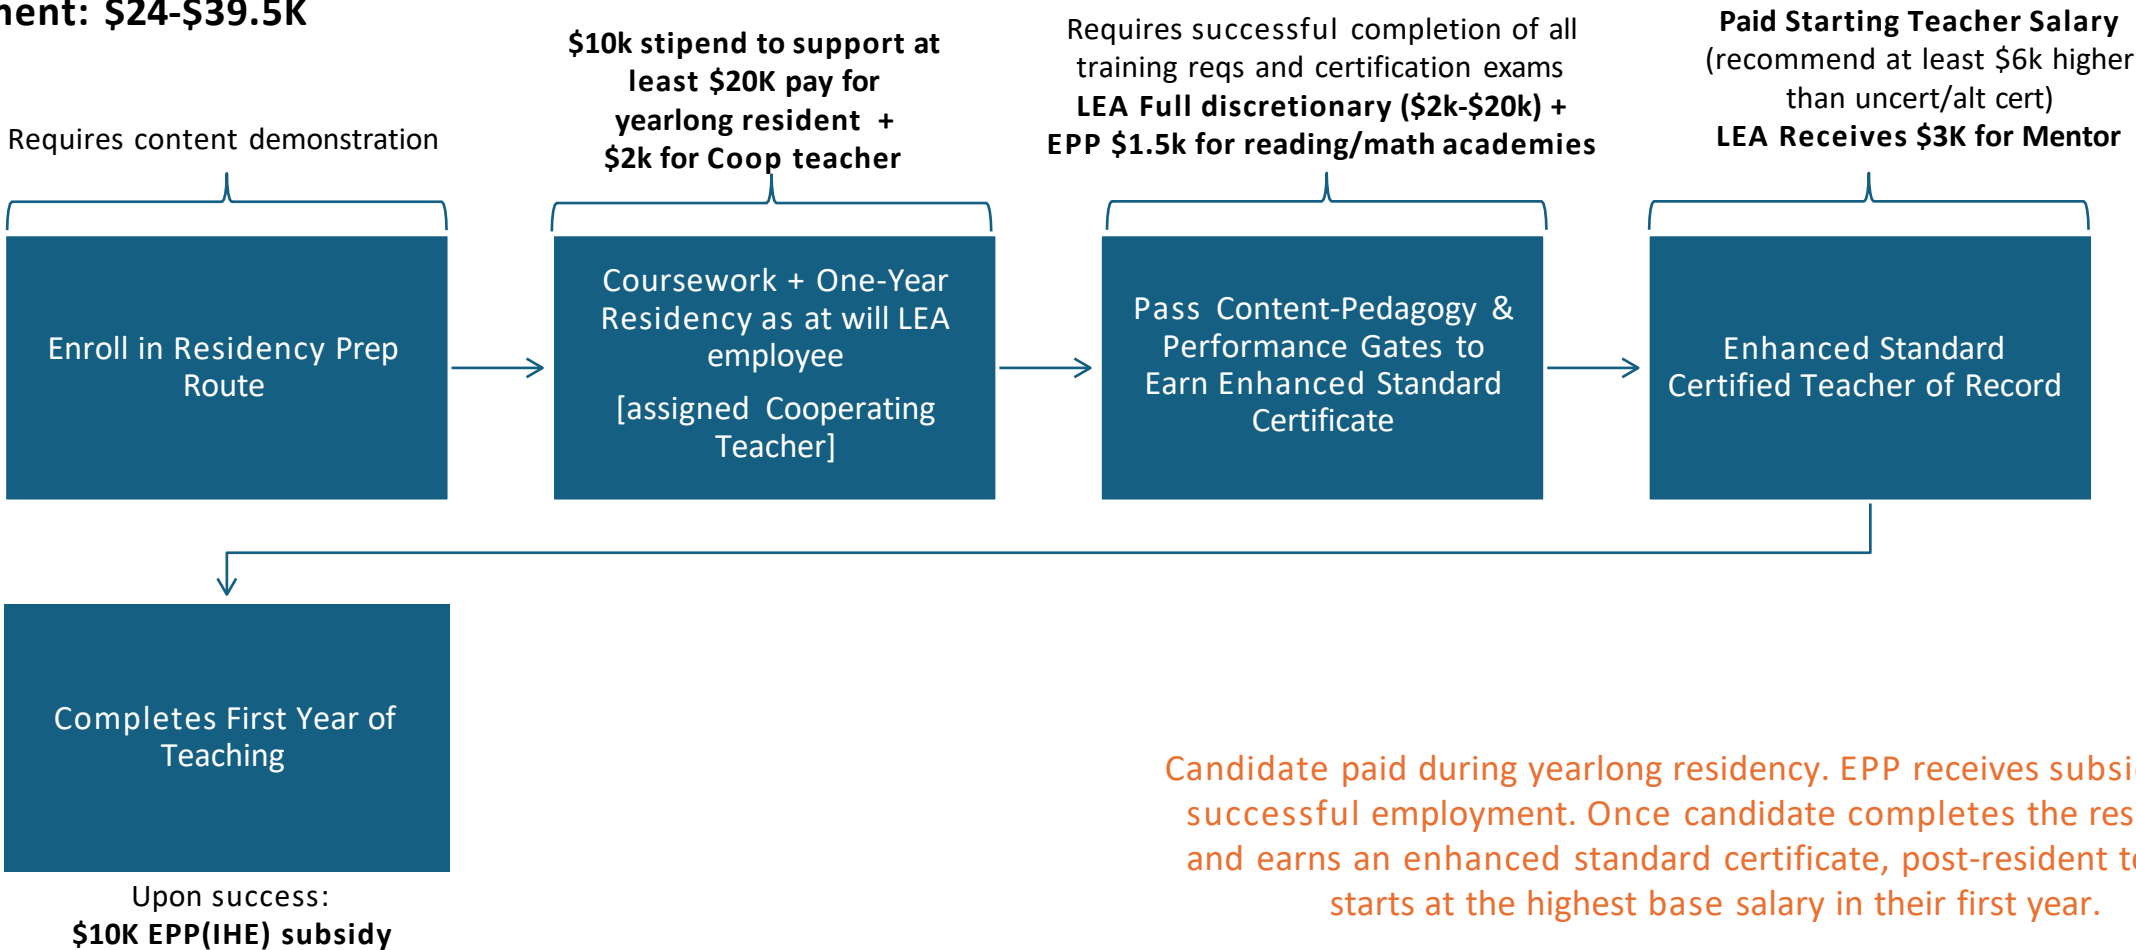 $24-$39.5K
Requires content demonstration
$10k stipend to support at
least $20K pay for
yearlong resident +
$2k for Coop teacher
Requires successful completion of all
training reqs and certification exams
LEA Full discretionary ($2k-$20k) +
EPP $1.5k for reading/math academies
Paid Starting Teacher Salary
(recommend at least $6k higher
than uncert/alt cert)
LEA Receives $3K for Mentor
Enroll in Residency Prep
Route
Coursework + One-Year
Residency as at will LEA
employee
[assigned Cooperating
Teacher]
Pass Content-Pedagogy &
Performance Gates to
Earn Enhanced Standard
Certificate
Enhanced Standard
Certified Teacher of Record
Completes First Year of
Teaching
Upon success:
$10K EPP(IHE) subsidy
Candidate paid during yearlong residency. EPP receives
successful employment. Once candidate completes the
and earns an enhanced standard certificate, post-resident
starts at the highest base salary in their first year.